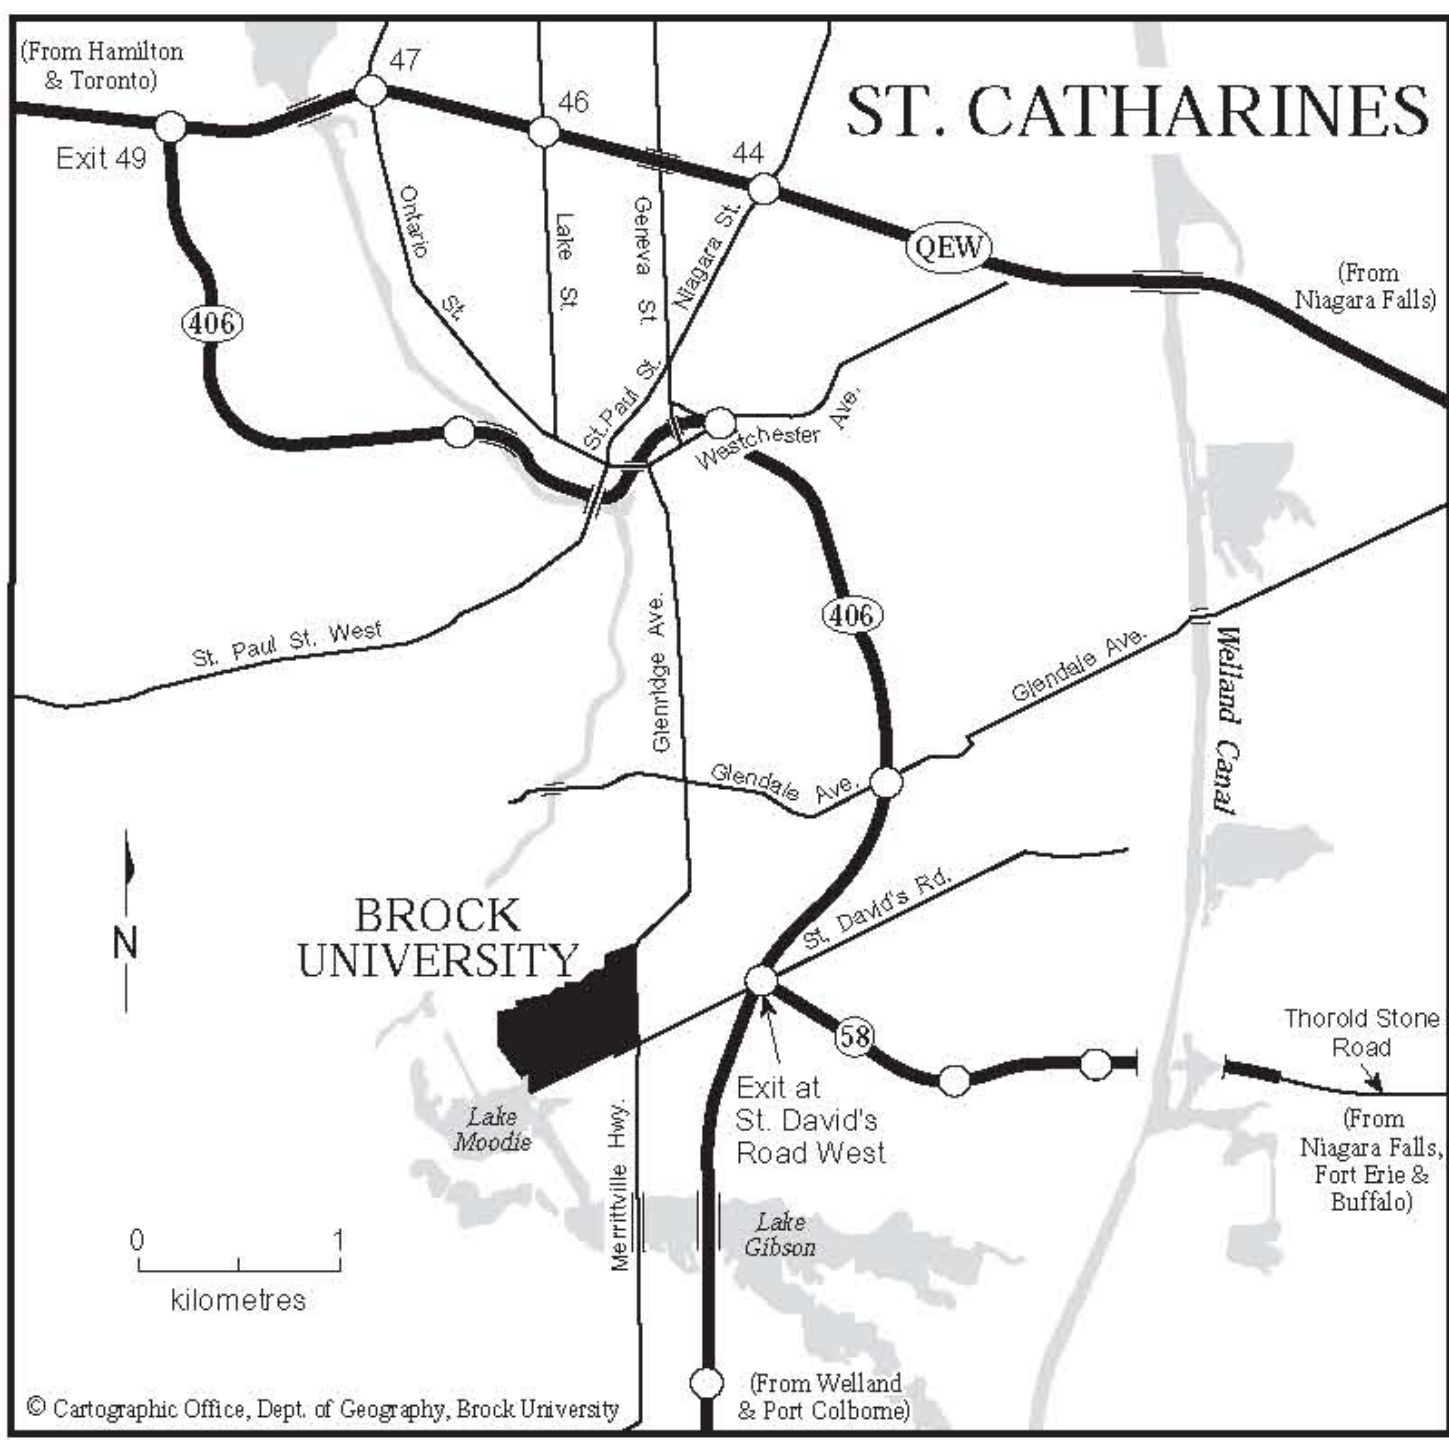 (From Hamilton
& Toronto)
47
46
44
Exit 49
ST. CATHARINES
QEW
(From
Niagara Falls)
Ontario
St.
Lake St.
Geneva St.
Niagara St.
406
St.Paul St.
Westchester Ave.
406
St. Paul St. West
Glenridge Ave.
Glendale Ave.
Glendale Ave.
Welland Canal
N
BROCK
UNIVERSITY
St. David's Rd.
58
Thorold Stone
Road
Exit at
St. David's
Road West
(From
Niagara Falls,
Fort Erie &
Buffalo)
Lake
Moodie
Merrittville Hwy.
Lake
Gibson
0 1
kilometres
(From Welland
& Port Colborne)
© Cartographic Office, Dept. of Geography, Brock University